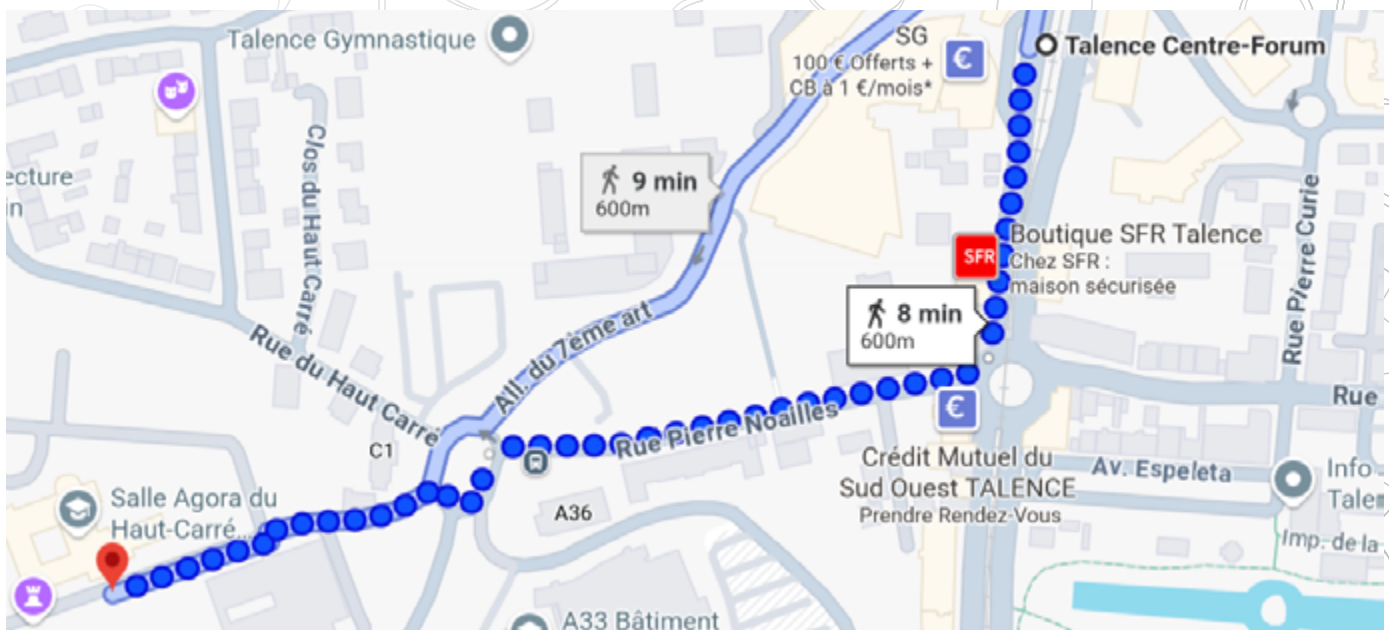 Talence Gymnastique
SG
100 € Offerts +
CB à 1 €/mois*
€
Talence Centre-Forum
Clos du Haut Carré
ecture
in
9 min
600m
Rue Pierre Curie
SFR
Boutique SFR Talence
Chez SFR :
maison sécurisée
8 min
600m
All. du 7ème art
Rue du Haut Carré
Rue
€
Rue Pierre Noailles
C1
Crédit Mutuel du
Sud Ouest TALENCE
Prendre Rendez-Vous
Av. Espeleta
Info
Salle Agora du
Haut-Carré...
A36
Imp. de la
A33 Bâtiment